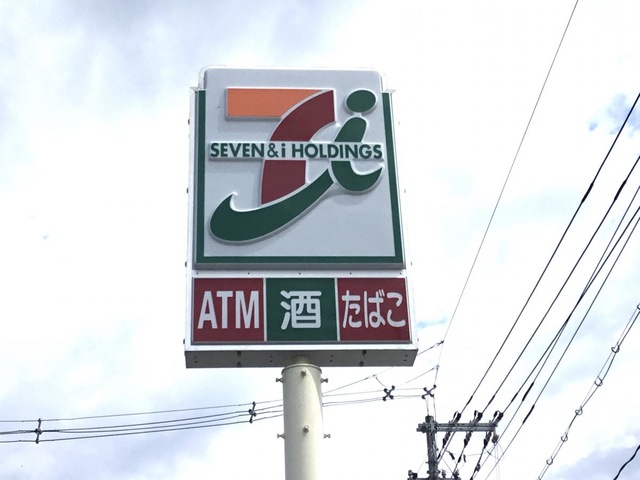 SEVEN & i HOLDINGS
ATM 酒 たばこ